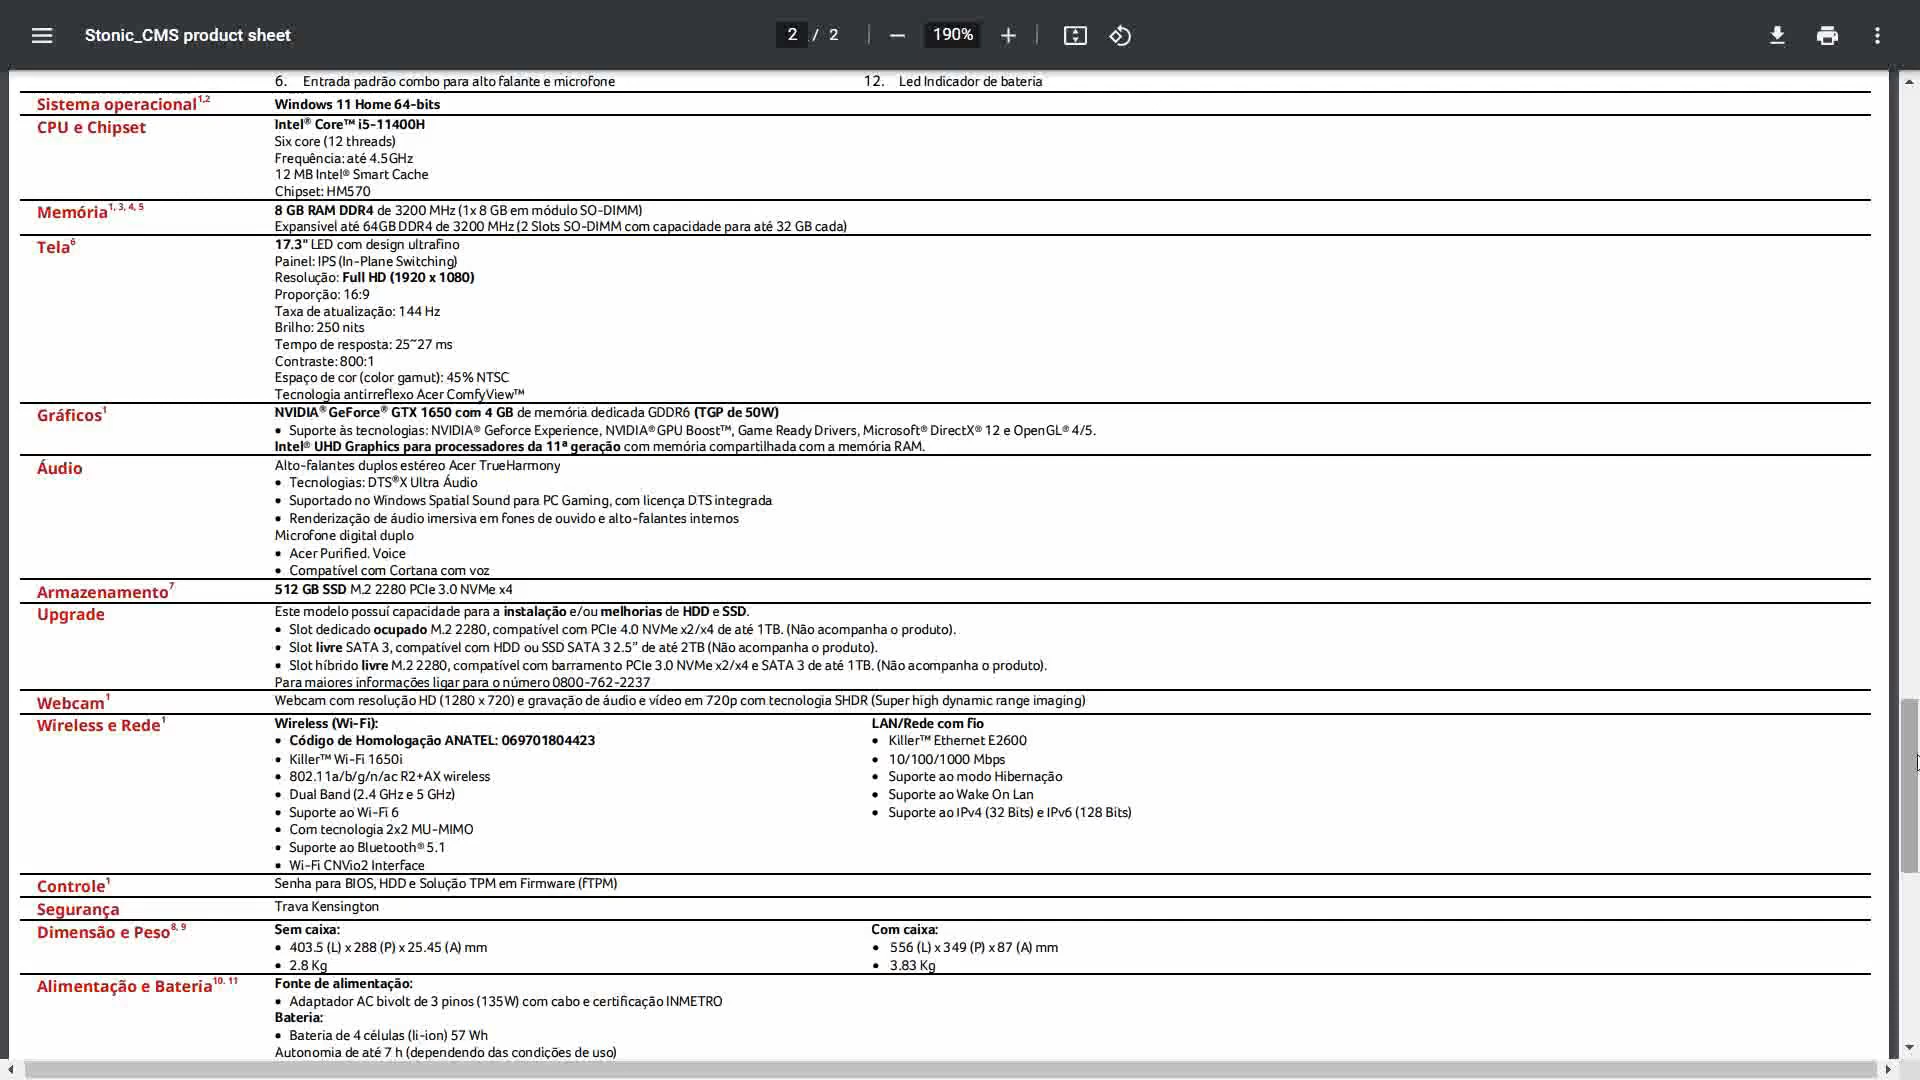 Stonic_CMS product sheet
2 / 2
190%
6. Entrada padrão combo para alto falante e microfone
12. Led Indicador de bateria
Sistema operacional1,2
Windows 11 Home 64-bits
CPU e Chipset
Intel® Core™ i5-11400H
Six core (12 threads)
Frequência: até 4.5GHz
12 MB Intel® Smart Cache
Chipset: HM570
Memória1, 3, 4, 5
8 GB RAM DDR4 de 3200 MHz (1x 8 GB em módulo SO-DIMM)
Expansível até 64GB DDR4 de 3200 MHz (2 Slots SO-DIMM com capacidade para até 32 GB cada)
Tela6
17.3" LED com design ultrafino
Painel: IPS (In-Plane Switching)
Resolução: Full HD (1920 x 1080)
Proporção: 16:9
Taxa de atualização: 144 Hz
Brilho: 250 nits
Tempo de resposta: 25~27 ms
Contraste: 800:1
Espaço de cor (color gamut): 45% NTSC
Tecnologia antirreflexo Acer ComfyView™
Gráficos1
NVIDIA® GeForce® GTX 1650 com 4 GB de memória dedicada GDDR6 (TGP de 50W)
• Suporte às tecnologias: NVIDIA® Geforce Experience, NVIDIA® GPU Boost™, Game Ready Drivers, Microsoft® DirectX® 12 e OpenGL® 4/5.
Intel® UHD Graphics para processadores da 11ª geração com memória compartilhada com a memória RAM.
Áudio
Alto-falantes duplos estéreo Acer TrueHarmony
• Tecnologias: DTS®X Ultra Áudio
• Suportado no Windows Spatial Sound para PC Gaming, com licença DTS integrada
• Renderização de áudio imersiva em fones de ouvido e alto-falantes internos
Microfone digital duplo
• Acer Purified. Voice
• Compatível com Cortana com voz
Armazenamento7
512 GB SSD M.2 2280 PCIe 3.0 NVMe x4
Upgrade
Este modelo possuí capacidade para a instalação e/ou melhorias de HDD e SSD.
• Slot dedicado ocupado M.2 2280, compatível com PCIe 4.0 NVMe x2/x4 de até 1TB. (Não acompanha o produto).
• Slot livre SATA 3, compatível com HDD ou SSD SATA 3 2.5” de até 2TB (Não acompanha o produto).
• Slot híbrido livre M.2 2280, compatível com barramento PCIe 3.0 NVMe x2/x4 e SATA 3 de até 1TB. (Não acompanha o produto).
Para maiores informações ligar para o número 0800-762-2237
Webcam1
Webcam com resolução HD (1280 x 720) e gravação de áudio e vídeo em 720p com tecnologia SHDR (Super high dynamic range imaging)
Wireless e Rede1
Wireless (Wi-Fi):
• Código de Homologação ANATEL: 069701804423
• Killer™ Wi-Fi 1650i
• 802.11a/b/g/n/ac R2+AX wireless
• Dual Band (2.4 GHz e 5 GHz)
• Suporte ao Wi-Fi 6
• Com tecnologia 2x2 MU-MIMO
• Suporte ao Bluetooth® 5.1
• Wi-Fi CNVio2 Interface
LAN/Rede com fio
• Killer™ Ethernet E2600
• 10/100/1000 Mbps
• Suporte ao modo Hibernação
• Suporte ao Wake On Lan
• Suporte ao IPv4 (32 Bits) e IPv6 (128 Bits)
Controle1
Senha para BIOS, HDD e Solução TPM em Firmware (fTPM)
Segurança
Trava Kensington
Dimensão e Peso8, 9
Sem caixa:
• 403.5 (L) x 288 (P) x 25.45 (A) mm
• 2.8 Kg
Com caixa:
• 556 (L) x 349 (P) x 87 (A) mm
• 3.83 Kg
Alimentação e Bateria10, 11
Fonte de alimentação:
• Adaptador AC bivolt de 3 pinos (135W) com cabo e certificação INMETRO
Bateria:
• Bateria de 4 células (li-ion) 57 Wh
Autonomia de até 7 h (dependendo das condições de uso)